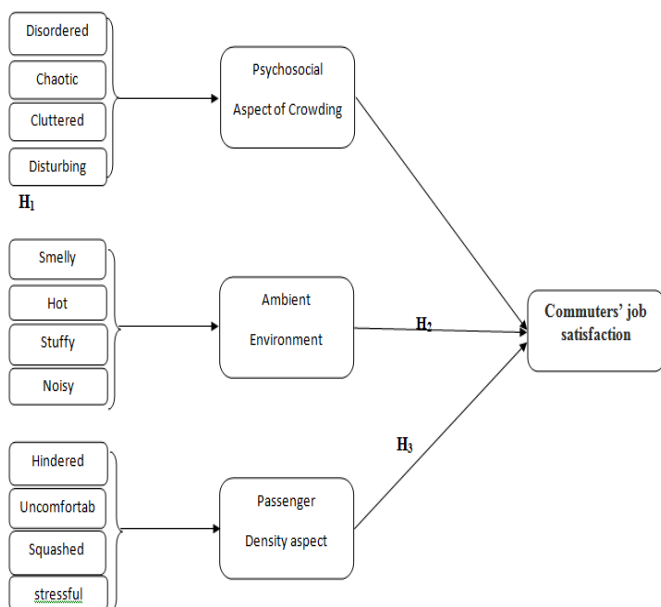 Disordered
Chaotic
Cluttered
Disturbing
H1
Psychosocial
Aspect of Crowding
Smelly
Hot
Stuffy
Noisy
Ambient
Environment
H2
Commuters' job
satisfaction
Hindered
Uncomfortab
Squashed
stressful
Passenger
Density aspect
H3